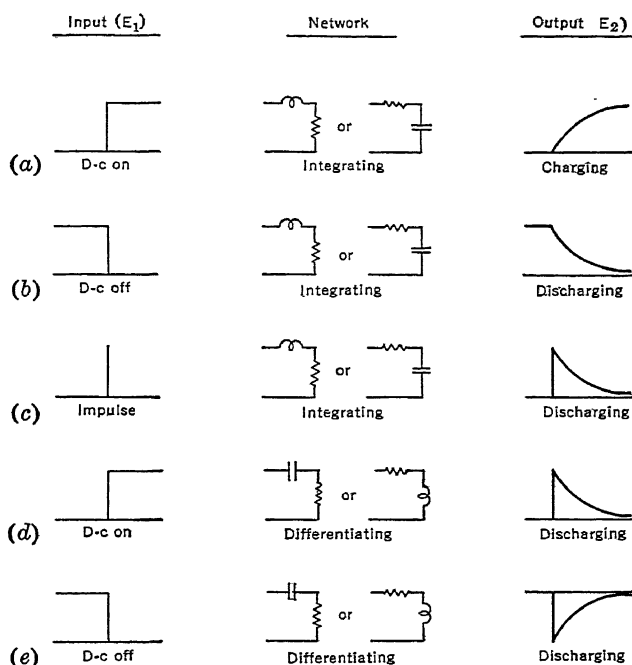 Input (E1) Network Output E2)
or
(a) D-c on Integrating Charging
or
(b) D-c off Integrating Discharging
or
(c) Impulse Integrating Discharging
or
(d) D-c on Differentiating Discharging
or
(e) D-c off Differentiating Discharging